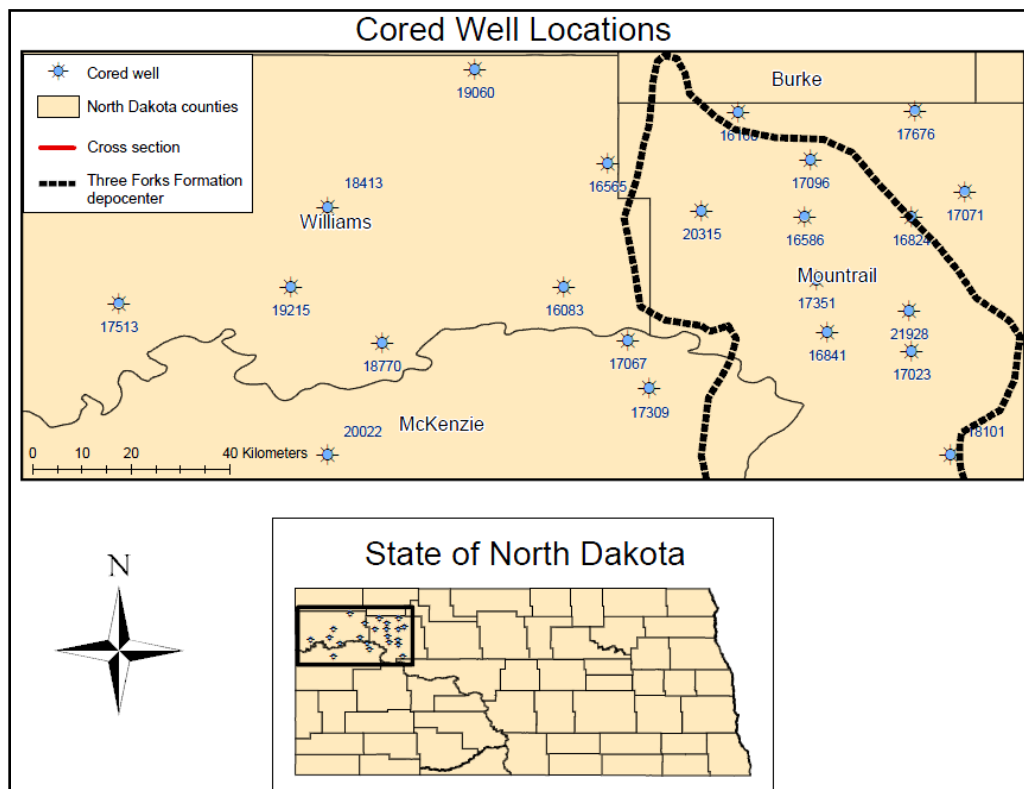 Cored Well Locations
Cored well
North Dakota counties
Cross section
Three Forks Formation
depocenter
19060
Burke
17676
18413
16565
17096
Williams
20315
16586
16824
17071
Mountrail
17351
17513
19215
16083
21928
18770
17067
16841
17023
17309
20022
McKenzie
18101
0 10 20 40 Kilometers
N
State of North Dakota